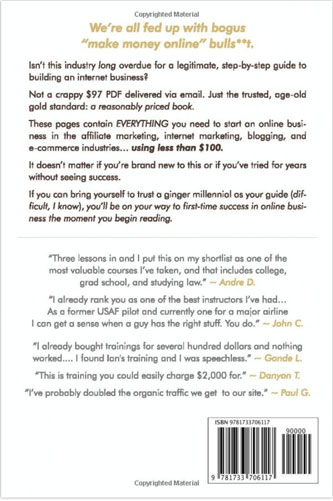 Copyrighted Material
We're all fed up with bogus
"make money online" bulls**t.
Isn't this industry long overdue for a legitimate, step-by-step guide to
building an internet business?
Not a crappy $97 PDF delivered via email. Just the trusted, age-old
gold standard: a reasonably priced book.
These pages contain EVERYTHING you need to start an online
business in the affiliate marketing, internet marketing, blogging, and
e-commerce industries... using less than $100.
It doesn't matter if you're brand new to this or if you've tried for years
without seeing success.
If you can bring yourself to trust a ginger millennial as your guide (dif-
ficult, I know), you'll be on your way to first-time success in online busi-
ness the moment you begin reading.
"Three lessons in and I put this on my shortlist as one of the
most valuable courses I've taken, and that includes college,
grad school, and studying law." ~ Andre D.
"I already rank you as one of the best instructors I've had...
As a former USAF pilot and currently one for a major airline
I can get a sense when a guy has the right stuff. You do." ~ John C.
"I already bought trainings for several hundred dollars and nothing
worked.... I found Ian's training and I was speechless." ~ Gonde L.
"This is training you could easily charge $2,000 for." ~ Danyon T.
"I've probably doubled the organic traffic we get to our site." ~ Paul G.
ISBN 9781733706117
90000
9 781733 706117
Copyrighted Material